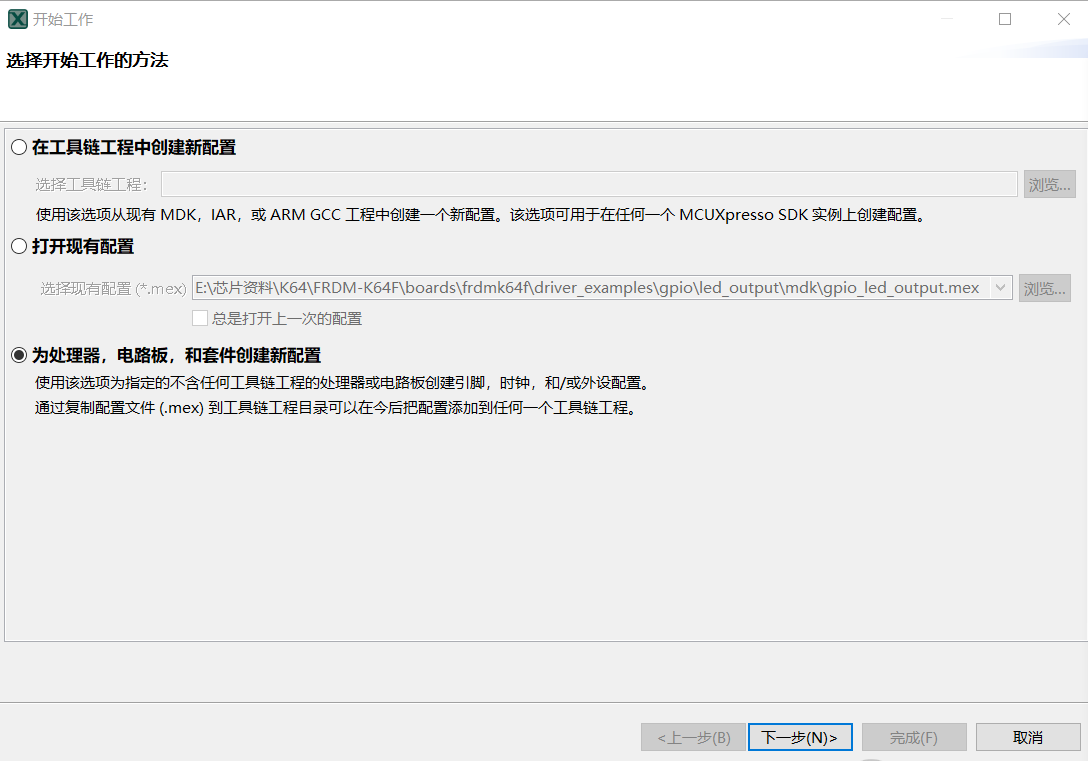 开始工作
选择开始工作的方法
在工具链工程中创建新配置
选择工具链工程：
浏览...
使用该选项从现有 MDK，IAR，或 ARM GCC 工程中创建一个新配置。该选项可用于在任何一个 MCUXpresso SDK 实例上创建配置。
打开现有配置
选择现有配置 (*.mex)
E:\芯片资料\K64\FRDM-K64F\boards\frdmk64f\driver_examples\gpio\led_output\mdk\gpio_led_output.mex
浏览...
总是打开上一次的配置
为处理器，电路板，和套件创建新配置
使用该选项为指定的不含任何工具链工程的处理器或电路板创建引脚，时钟，和/或外设配置。
通过复制配置文件 (.mex) 到工具链工程目录可以在今后把配置添加到任何一个工具链工程。
<上一步(B)
下一步(N)>
完成(F)
取消